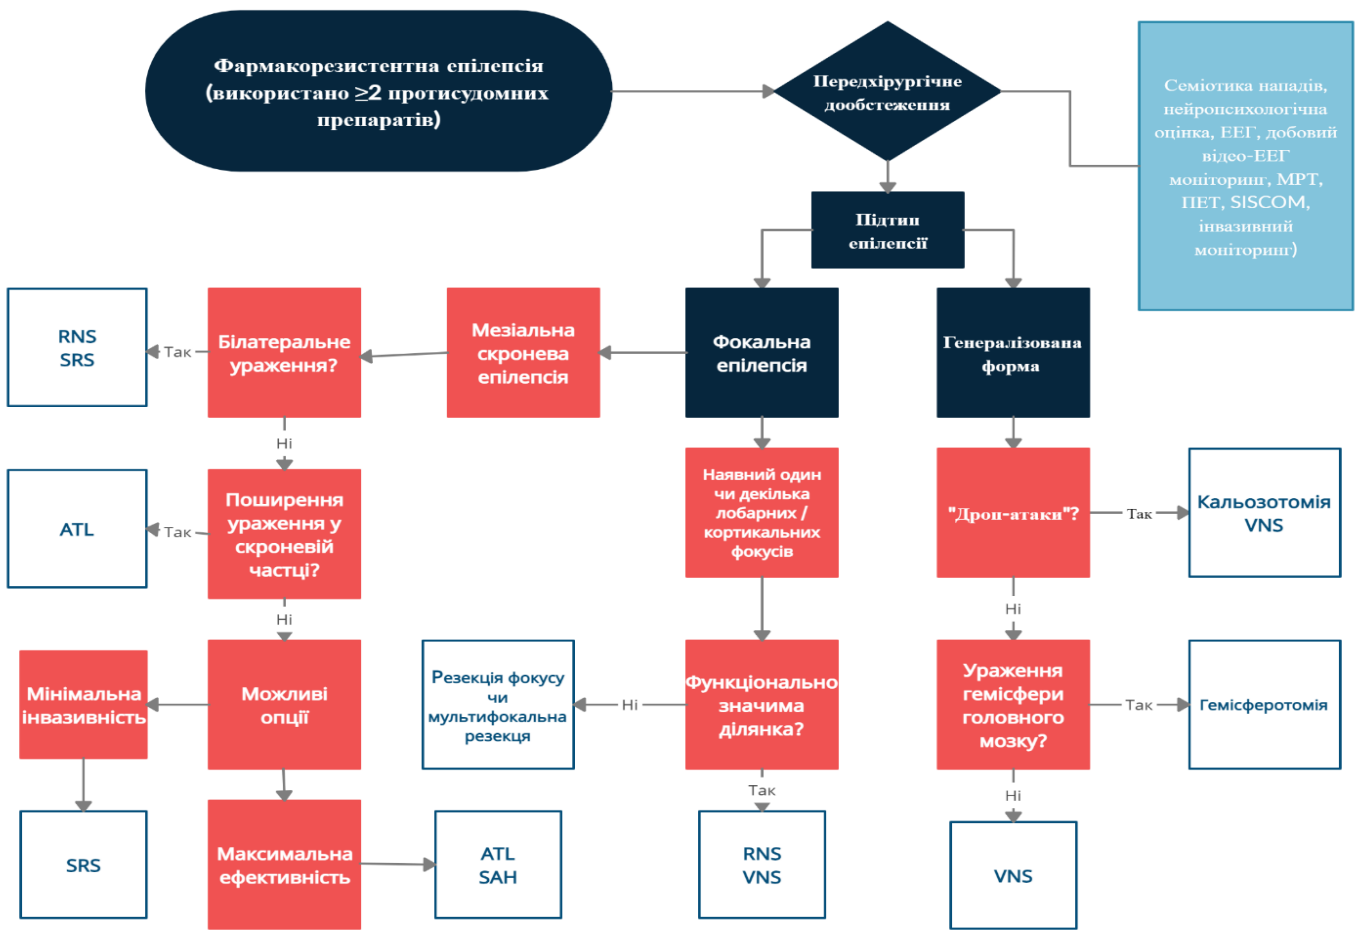 Фармакорезистентна епілепсія
(використано ≥2 протисудомних
препаратів)
Передхірургічне
дообстеження
Семіотика нападів,
нейропсихологічна
оцінка, ЕЕГ, добовий
відео-ЕЕГ
моніторинг, МРТ,
ПЕТ, SISCOM,
інвазивний
моніторинг)
Підтип
епілепсії
RNS
SRS
Так
Білатеральне
ураження?
Мезіальна
скронева
епілепсія
Фокальна
епілепсія
Генералізована
форма
Ні
ATL
Так
Поширення
ураження у
скроневій
частці?
Наявний один
чи декілька
лобарних /
кортикальних
фокусів
"Дроп-атаки"?
Так
Кальозотомія
VNS
Ні
Ні
Мінімальна
інвазивність
Можливі
опції
Резекція фокусу
чи
мультифокальна
резекця
Ні
Функціонально
значима
ділянка?
Ураження
гемісфери
головного
мозку?
Так
Гемісферотомія
Так
Ні
SRS
Максимальна
ефективність
ATL
SAH
RNS
VNS
VNS